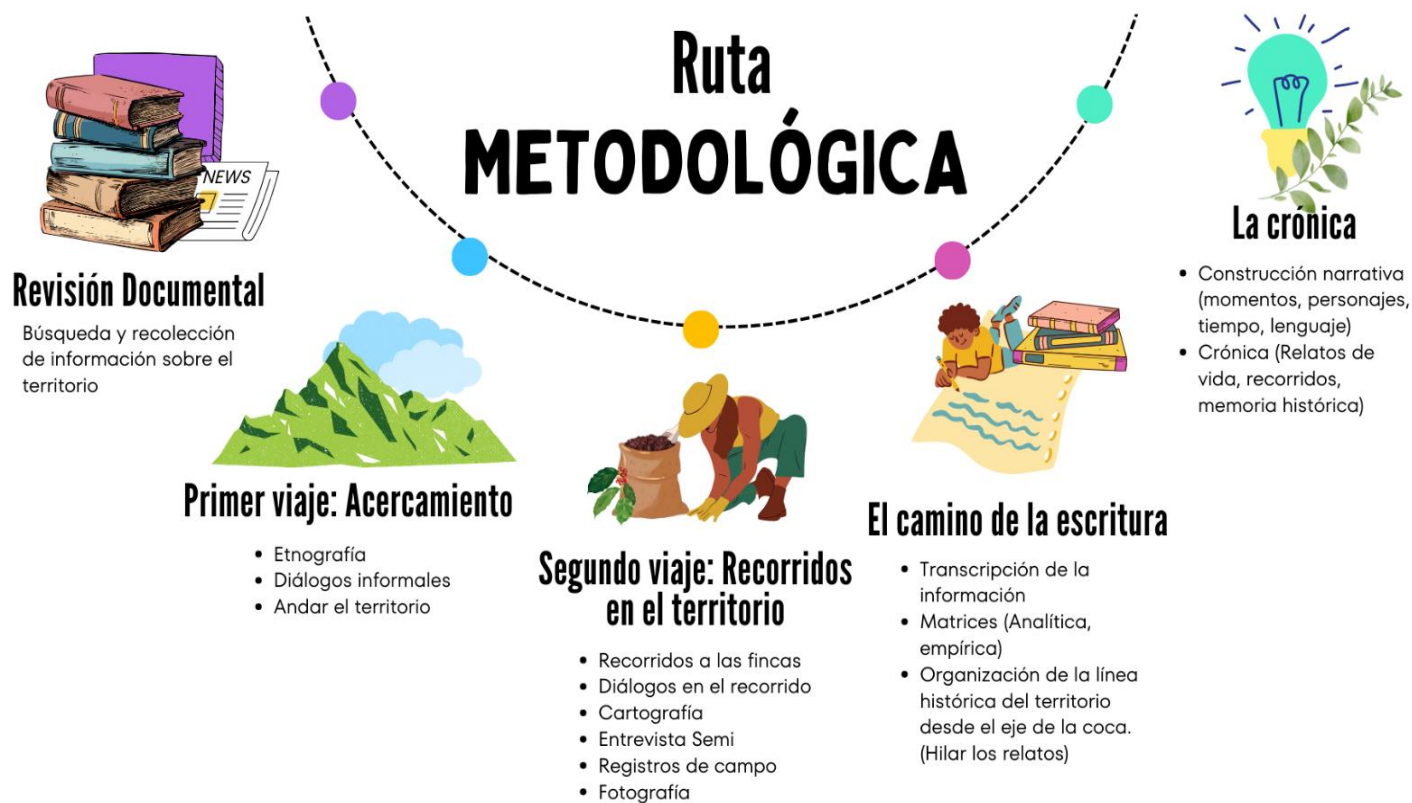 Ruta
METODOLÓGICA
NEWS
Revisión Documental
Búsqueda y recolección
de información sobre el
territorio
Primer viaje: Acercamiento
• Etnografía
• Diálogos informales
• Andar el territorio
Segundo viaje: Recorridos
en el territorio
• Recorridos a las fincas
• Diálogos en el recorrido
• Cartografía
• Entrevista Semi
• Registros de campo
• Fotografía
El camino de la escritura
• Transcripción de la
información
• Matrices (Analítica,
empírica)
• Organización de la línea
histórica del territorio
desde el eje de la coca.
(Hilar los relatos)
La crónica
• Construcción narrativa
(momentos, personajes,
tiempo, lenguaje)
• Crónica (Relatos de
vida, recorridos,
memoria histórica)